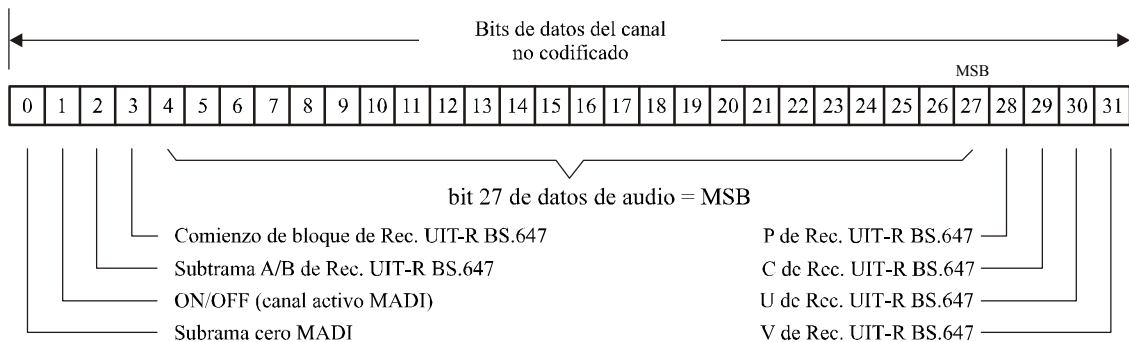 Bits de datos del canal
no codificado
MSB
0 1 2 3 4 5 6 7 8 9 10 11 12 13 14 15 16 17 18 19 20 21 22 23 24 25 26 27 28 29 30 31
bit 27 de datos de audio = MSB
Comienzo de bloque de Rec. UIT-R BS.647
Subtrama A/B de Rec. UIT-R BS.647
ON/OFF (canal activo MADI)
Subrama cero MADI
P de Rec. UIT-R BS.647
C de Rec. UIT-R BS.647
U de Rec. UIT-R BS.647
V de Rec. UIT-R BS.647